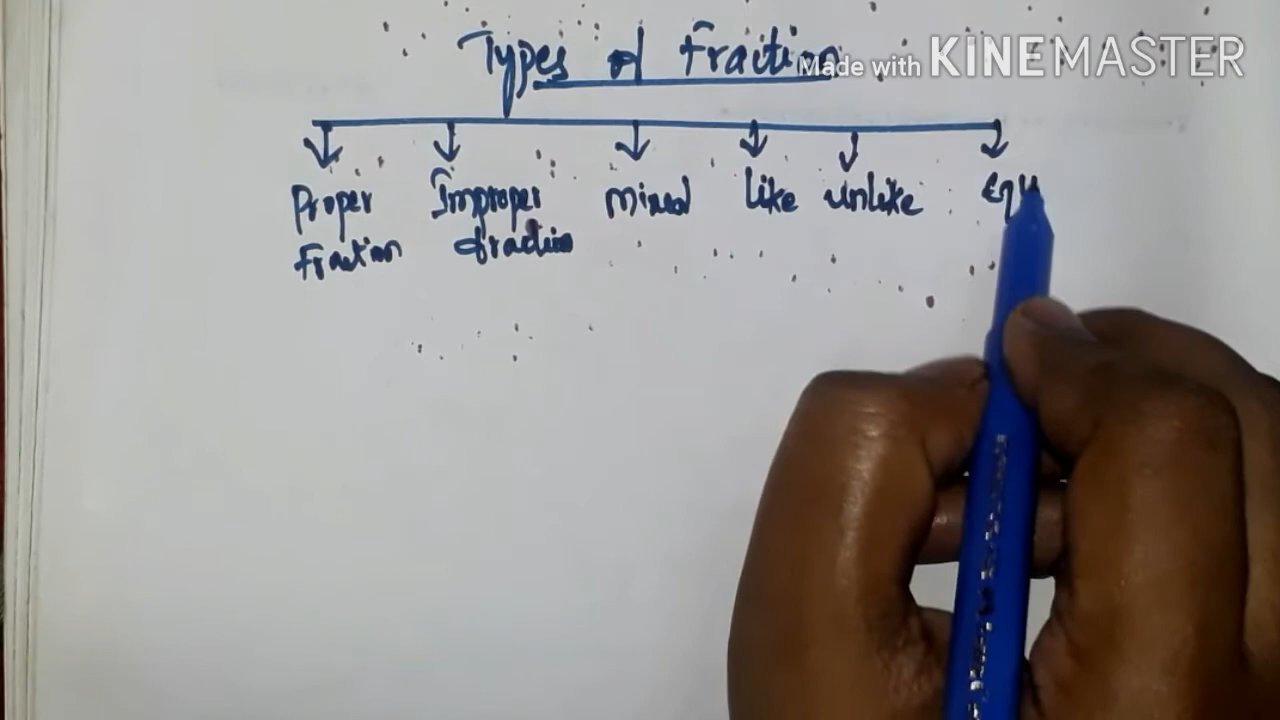 Types of Fraction
Made with KINEMASTER
Proper Improper mixed like unlike Equ
Fraction fraction